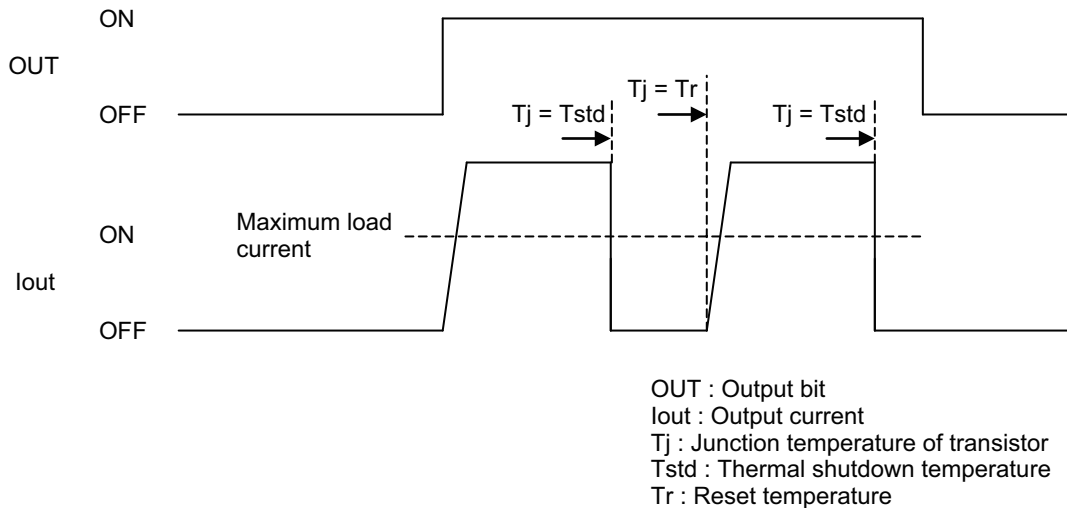 ON
OUT
OFF
Tj = Tstd
Tj = Tr
Tj = Tstd
Maximum load
current
ON
Iout
OFF
OUT : Output bit
Iout : Output current
Tj : Junction temperature of transistor
Tstd : Thermal shutdown temperature
Tr : Reset temperature